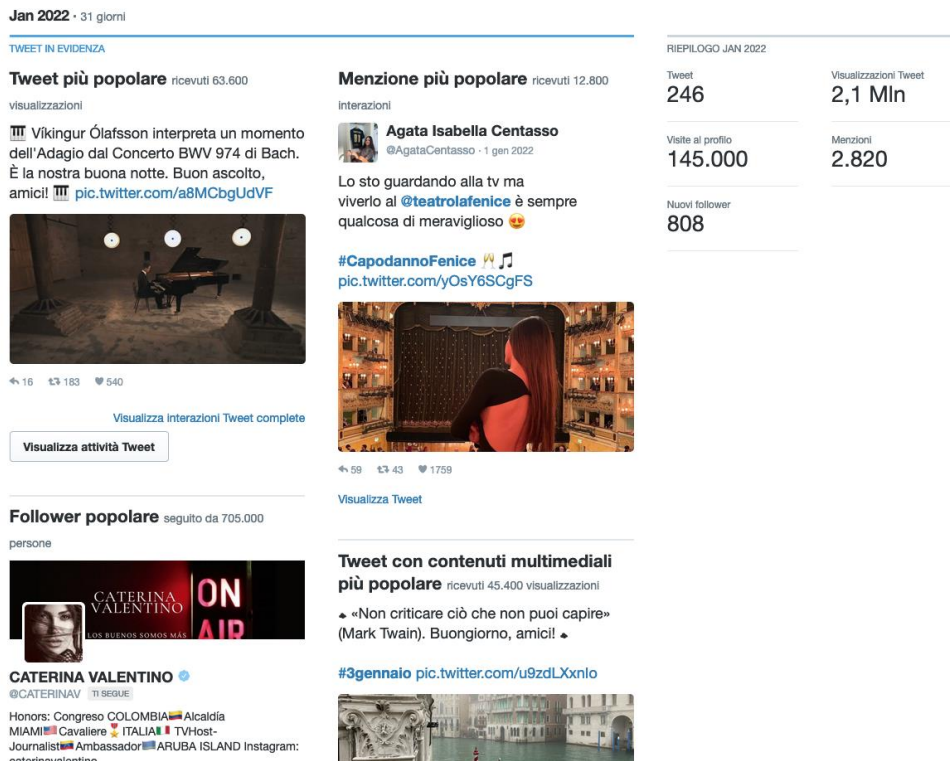 Jan 2022 · 31 giorni
TWEET IN EVIDENZA
Tweet più popolare ricevuti 63.600
visualizzazioni
🎹 Víkingur Ólafsson interpreta un momento
dell'Adagio dal Concerto BWV 974 di Bach.
È la nostra buona notte. Buon ascolto,
amici! 🎹 pic.twitter.com/a8MCbgUdVF
16 183 540
Visualizza interazioni Tweet complete
Visualizza attività Tweet
Follower popolare seguito da 705.000
persone
CATERINA
VALENTINO
LOS BUENOS SOMOS MÁS
ON
AIR
CATERINA VALENTINO
@CATERINAV TI SEGUE
Honors: Congreso COLOMBIA🇨🇴Alcaldía
MIAMI🇺🇸Cavaliere🎖ITALIA🇮🇹 TVHost-
Journalist🇻🇪Ambassador🇦🇼ARUBA ISLAND Instagram:
caterinavalentino
Menzione più popolare ricevuti 12.800
interazioni
Agata Isabella Centasso
@AgataCentasso · 1 gen 2022
Lo sto guardando alla tv ma
viverlo al @teatrolafenice è sempre
qualcosa di meraviglioso 😍
#CapodannoFenice 🥂🎵
pic.twitter.com/yOsY6SCgFS
59 43 1759
Visualizza Tweet
Tweet con contenuti multimediali
più popolare ricevuti 45.400 visualizzazioni
«Non criticare ciò che non puoi capire»
(Mark Twain). Buongiorno, amici!
#3gennaio pic.twitter.com/u9zdLXxnlo
RIEPILOGO JAN 2022
Tweet
246
Visualizzazioni Tweet
2,1 Mln
Visite al profilo
145.000
Menzioni
2.820
Nuovi follower
808